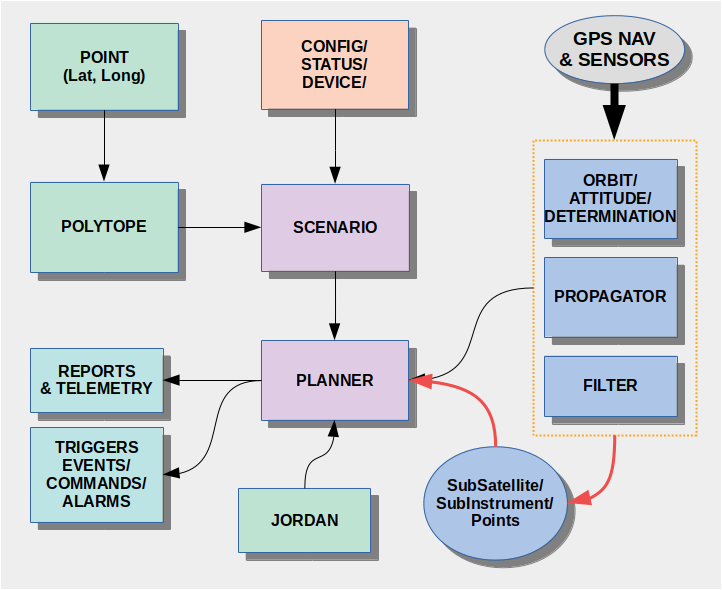 POINT
(Lat, Long)
CONFIG/
STATUS/
DEVICE/
GPS NAV
& SENSORS
ORBIT/
ATTITUDE/
DETERMINATION
POLYTOPE
SCENARIO
PROPAGATOR
REPORTS
& TELEMETRY
PLANNER
FILTER
TRIGGERS
EVENTS/
COMMANDS/
ALARMS
JORDAN
SubSatellite/
SubInstrument/
Points